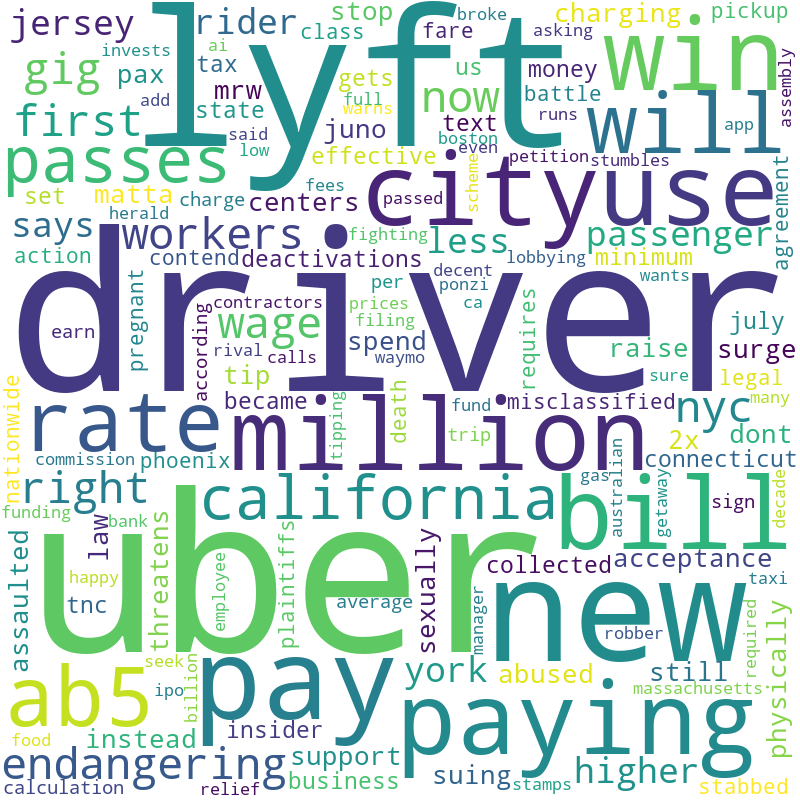 jersey
rider
lyft
stop
broke
asking
charging
pickup
invests
class
fare
win
gig
pax
ai
tax
gets
us
money
assembly
add
mrw
full
now
battle
first
state
warns
will
app
said
juno
text
runs
low
boston
even
passes
effective
petition
stumbles
fees
scheme
city
use
set
matta
charge
centers
passed
agreement
herald
says
workers
fighting
less
passenger
action
contend
deactivations
per
decent
lobbying
minimum
ponzi
wants
driver
pregnant
according
contractors
prices
ca
requires
wage
filing
july
earn
rival
calls
spend
waymo
raise
surge
tip
death
sure
legal
nationwide
rate
became
fund
misclassified
many
million
nyc
tipping
trip
2x
dont
commission
phoenix
connecticut
right
california
gas
australian
getaway
bill
sign
decade
funding
bank
law
threatens
uber
plaintiffs
sexually
collected
acceptance
assaulted
happy
employee
new
taxi
tnc
average
manager
robber
required
physically
seek
pay
york
abused
still
ab5
ipo
billion
paying
massachusetts
food
insider
instead
endangering
support
higher
business
suing
stamps
stabbed
calculation
relief